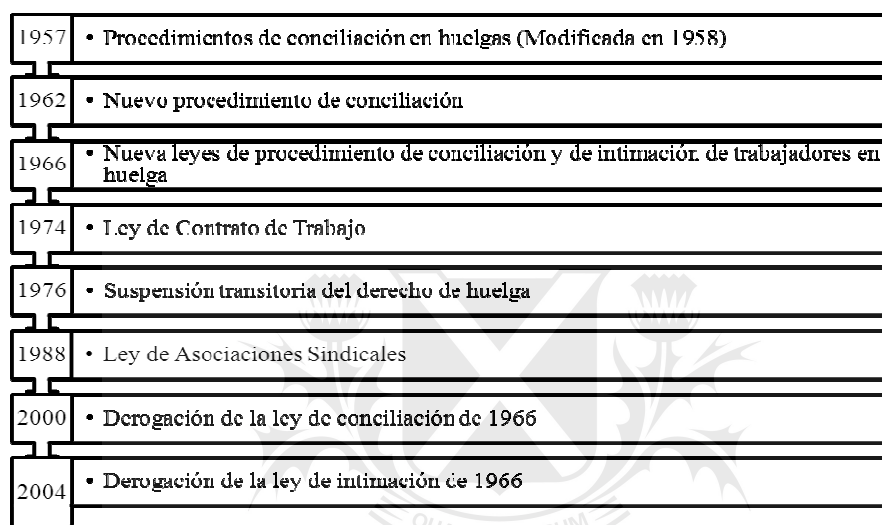 1957 • Procedimientos de conciliación en huelgas (Modificada en 1958)
1962 • Nuevo procedimiento de conciliación
1966 • Nueva leyes de procedimiento de conciliación y de intimación de trabajadores en
huelga
1974 • Ley de Contrato de Trabajo
1976 • Suspensión transitoria del derecho de huelga
1988 • Ley de Asociaciones Sindicales
2000 • Derogación de la ley de conciliación de 1966
2004 • Derogación de la ley de intimación de 1966